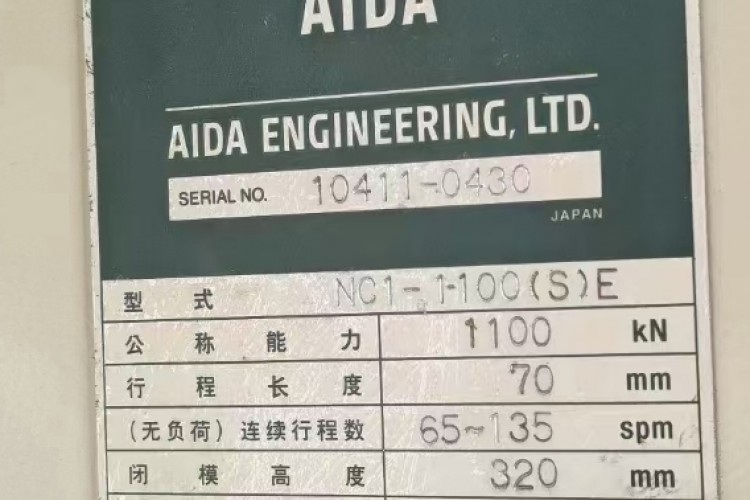 AIDA
AIDA ENGINEERING, LTD.
SERIAL NO. 10411-0430
JAPAN
型式 NC1-1100(S)E
公称能力 1100 kN
行程长度 70 mm
(无负荷)连续行程数 65~135 spm
闭模高度 320 mm